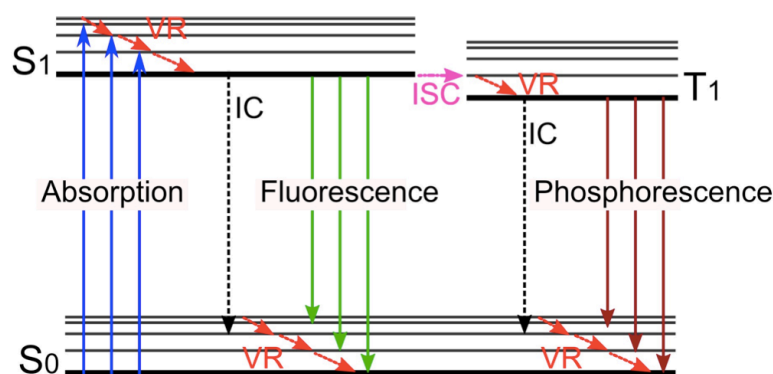 VR
S1
ISC
VR
T1
IC
IC
Absorption
Fluorescence
Phosphorescence
VR
VR
S0